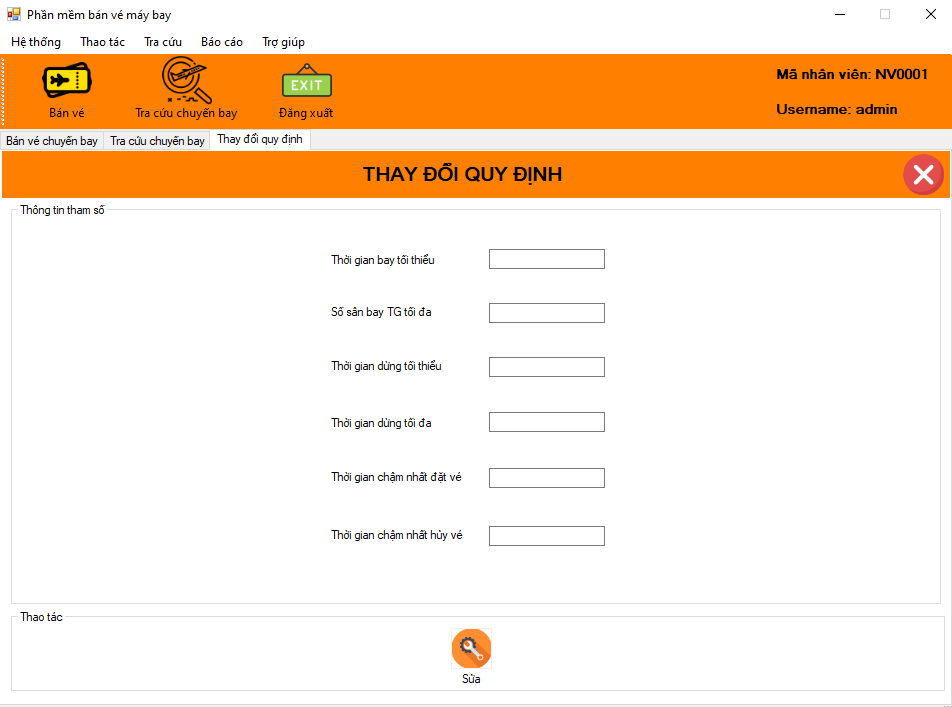 Phần mềm bán vé máy bay
Hệ thống Thao tác Tra cứu Báo cáo Trợ giúp
EXIT
Bán vé Tra cứu chuyến bay Đăng xuất
Mã nhân viên: NV0001
Username: admin
Bán vé chuyến bay Tra cứu chuyến bay Thay đổi quy định
THAY ĐỔI QUY ĐỊNH
Thông tin tham số
Thời gian bay tối thiểu
Số sân bay TG tối đa
Thời gian dừng tối thiểu
Thời gian dừng tối đa
Thời gian chậm nhất đặt vé
Thời gian chậm nhất hủy vé
Thao tác
Sửa